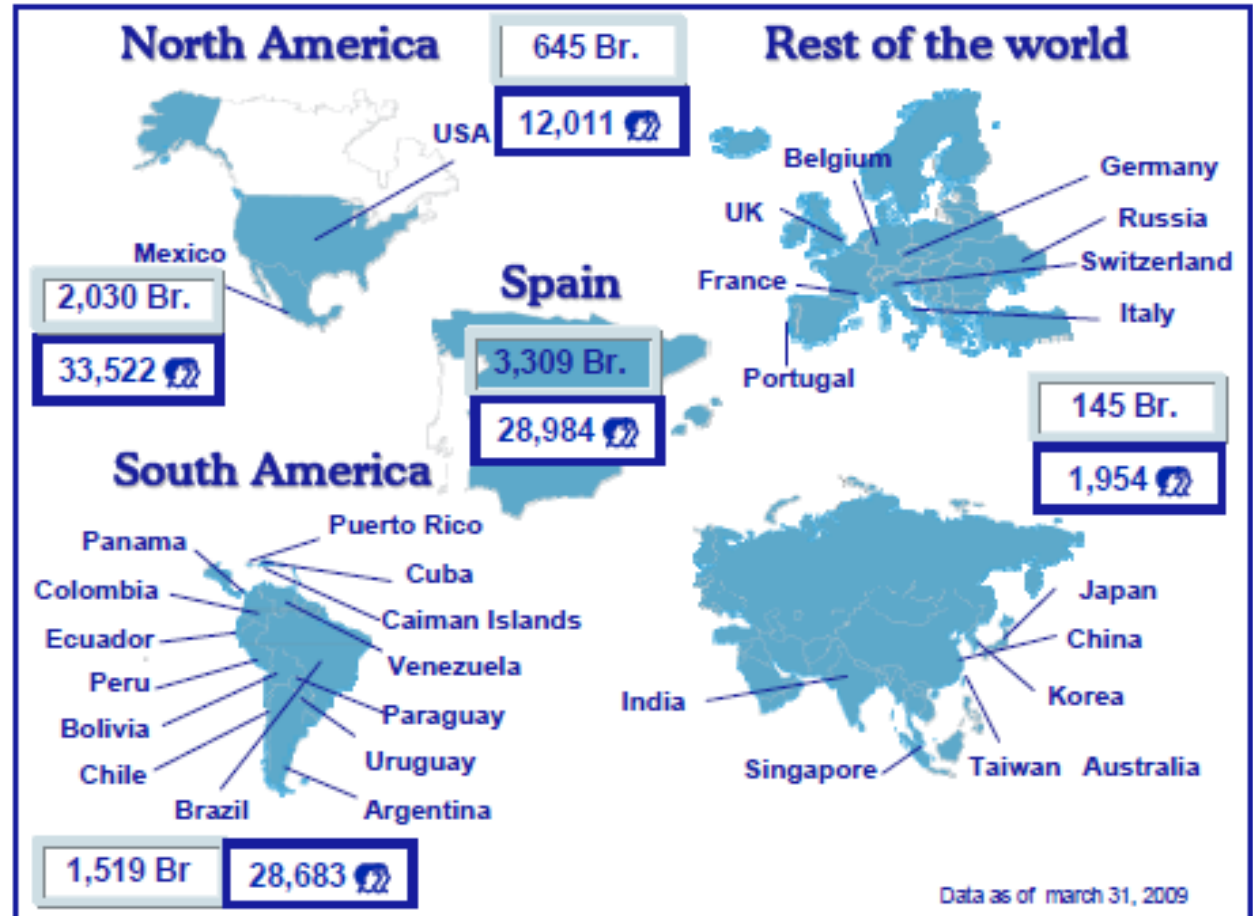 North America
645 Br.
12,011
USA
Mexico
2,030 Br.
33,522
Spain
3,309 Br.
28,984
Rest of the world
Belgium
Germany
UK
Russia
Switzerland
France
Italy
Portugal
145 Br.
1,954
South America
Puerto Rico
Panama
Cuba
Colombia
Caiman Islands
Ecuador
Venezuela
Peru
Paraguay
Bolivia
Uruguay
Chile
Brazil
Argentina
1,519 Br
28,683
Japan
China
India
Korea
Singapore
Taiwan
Australia
Data as of march 31, 2009